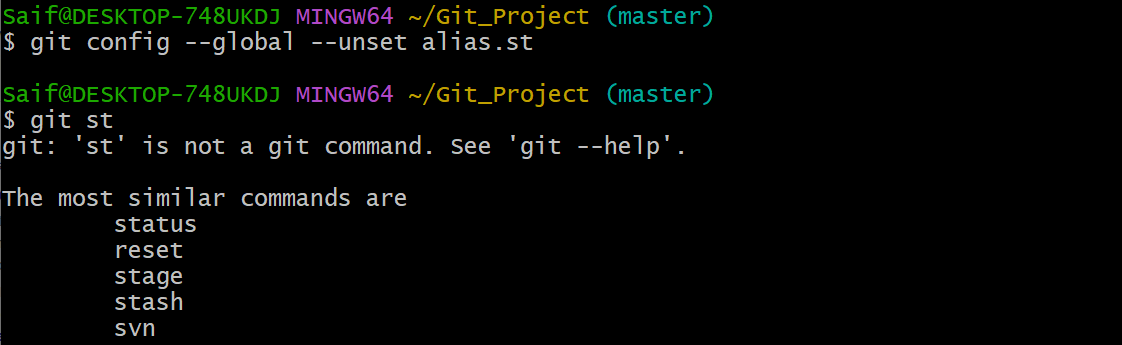 Saif@DESKTOP-748UKDJ MINGW64 ~/Git_Project (master)
$ git config --global --unset alias.st
Saif@DESKTOP-748UKDJ MINGW64 ~/Git_Project (master)
$ git st
git: 'st' is not a git command. See 'git --help'.
The most similar commands are
status
reset
stage
stash
svn